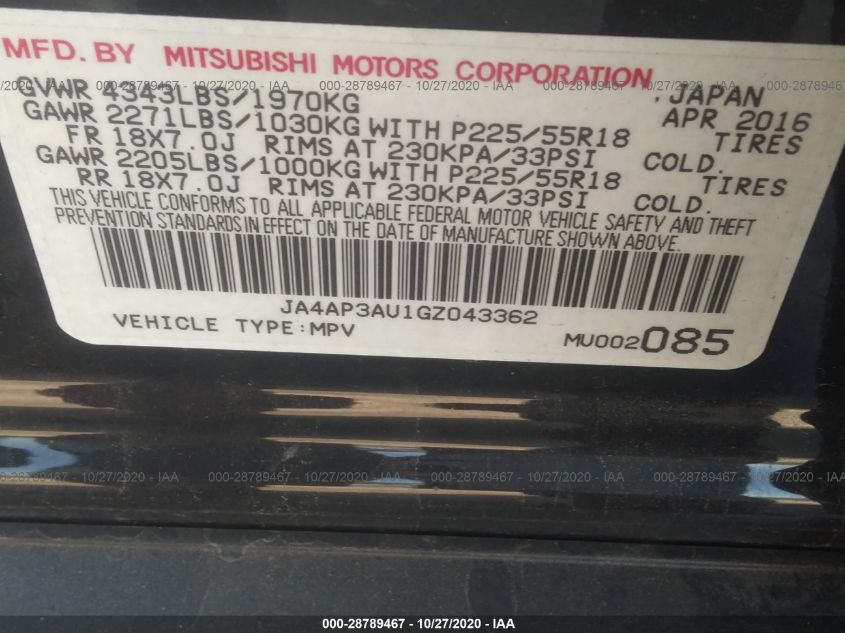 MFD. BY MITSUBISHI MOTORS CORPORATION
, JAPAN
GVWR 4343LBS/1970KG
APR 2016
GAWR 2271LBS/1030KG WITH P225/55R18 TIRES
FR 18X7.0J RIMS AT 230KPA/33PSI COLD.
GAWR 2205LBS/1000KG WITH P225/55R18 TIRES
RR 18X7.0J RIMS AT 230KPA/33PSI COLD.
THIS VEHICLE CONFORMS TO ALL APPLICABLE FEDERAL MOTOR VEHICLE SAFETY AND THEFT
PREVENTION STANDARDS IN EFFECT ON THE DATE OF MANUFACTURE SHOWN ABOVE.
JA4AP3AU1GZ043362
VEHICLE TYPE:MPV
MU002085
000-28789467 - 10/27/2020 - IAA